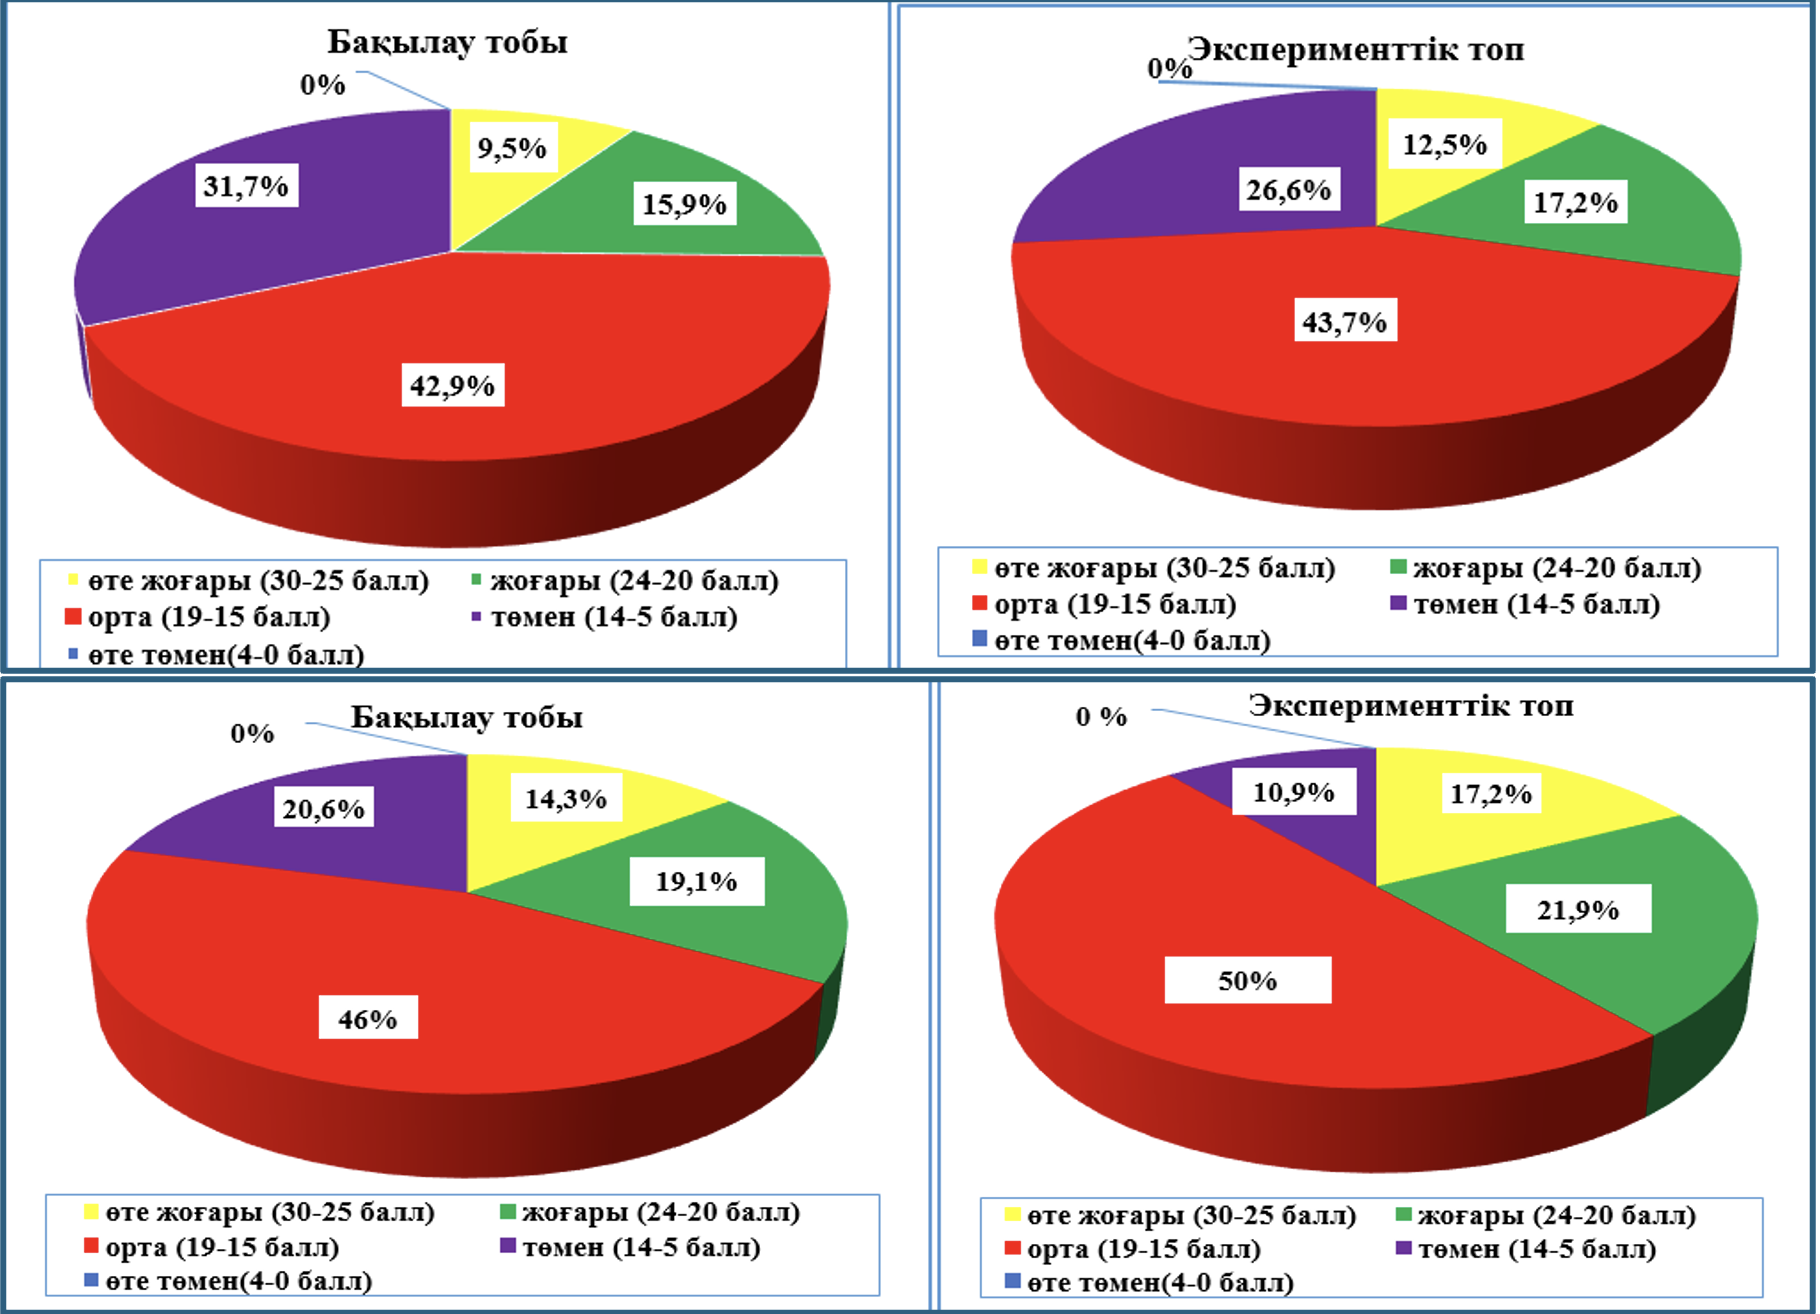 Бақылау тобы
0%
9,5%
31,7%
15,9%
42,9%
өте жоғары (30-25 балл) жоғары (24-20 балл)
орта (19-15 балл) төмен (14-5 балл)
өте төмен(4-0 балл)
Эксперименттік топ
0%
12,5%
26,6%
17,2%
43,7%
өте жоғары (30-25 балл) жоғары (24-20 балл)
орта (19-15 балл) төмен (14-5 балл)
өте төмен(4-0 балл)
Бақылау тобы
0%
14,3%
20,6%
19,1%
46%
өте жоғары (30-25 балл) жоғары (24-20 балл)
орта (19-15 балл) төмен (14-5 балл)
өте төмен(4-0 балл)
Эксперименттік топ
0 %
10,9%
17,2%
21,9%
50%
өте жоғары (30-25 балл) жоғары (24-20 балл)
орта (19-15 балл) төмен (14-5 балл)
өте төмен(4-0 балл)